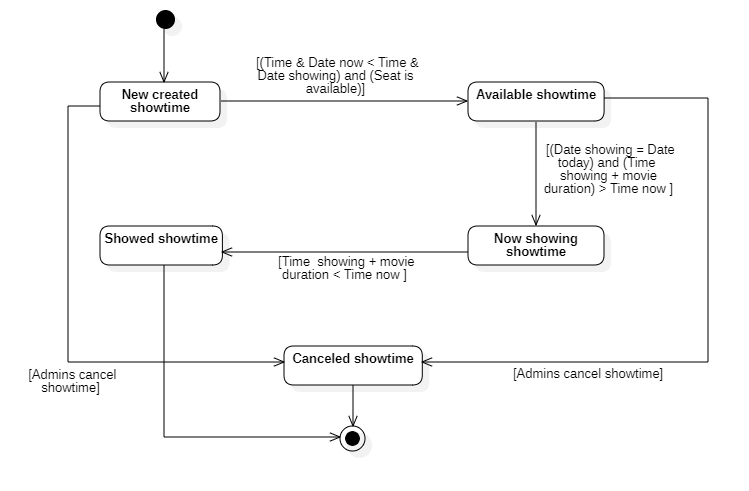 [(Time & Date now < Time &
Date showing) and (Seat is
available)]
New created
showtime
Available showtime
[(Date showing = Date
today) and (Time
showing + movie
duration) > Time now ]
Showed showtime
Now showing
showtime
[Time  showing + movie
duration < Time now ]
Canceled showtime
[Admins cancel
showtime]
[Admins cancel showtime]